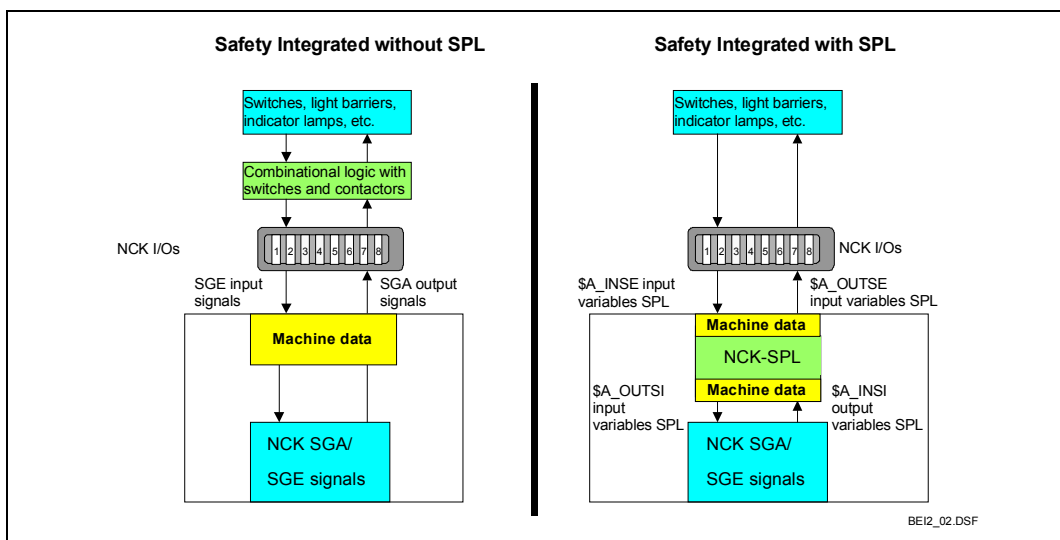 Safety Integrated without SPL
Switches, light barriers,
indicator lamps, etc.
Combinational logic with
switches and contactors
NCK I/Os
1 2 3 4 5 6 7 8
SGE input
signals
SGA output
signals
Machine data
NCK SGA/
SGE signals
Safety Integrated with SPL
Switches, light barriers,
indicator lamps, etc.
1 2 3 4 5 6 7 8
NCK I/Os
$A_INSE input
variables SPL
$A_OUTSE
input variables SPL
Machine data
NCK-SPL
Machine data
$A_OUTSI
input
variables SPL
$A_INSI
output
variables SPL
NCK SGA/
SGE signals
BEI2_02.DSF